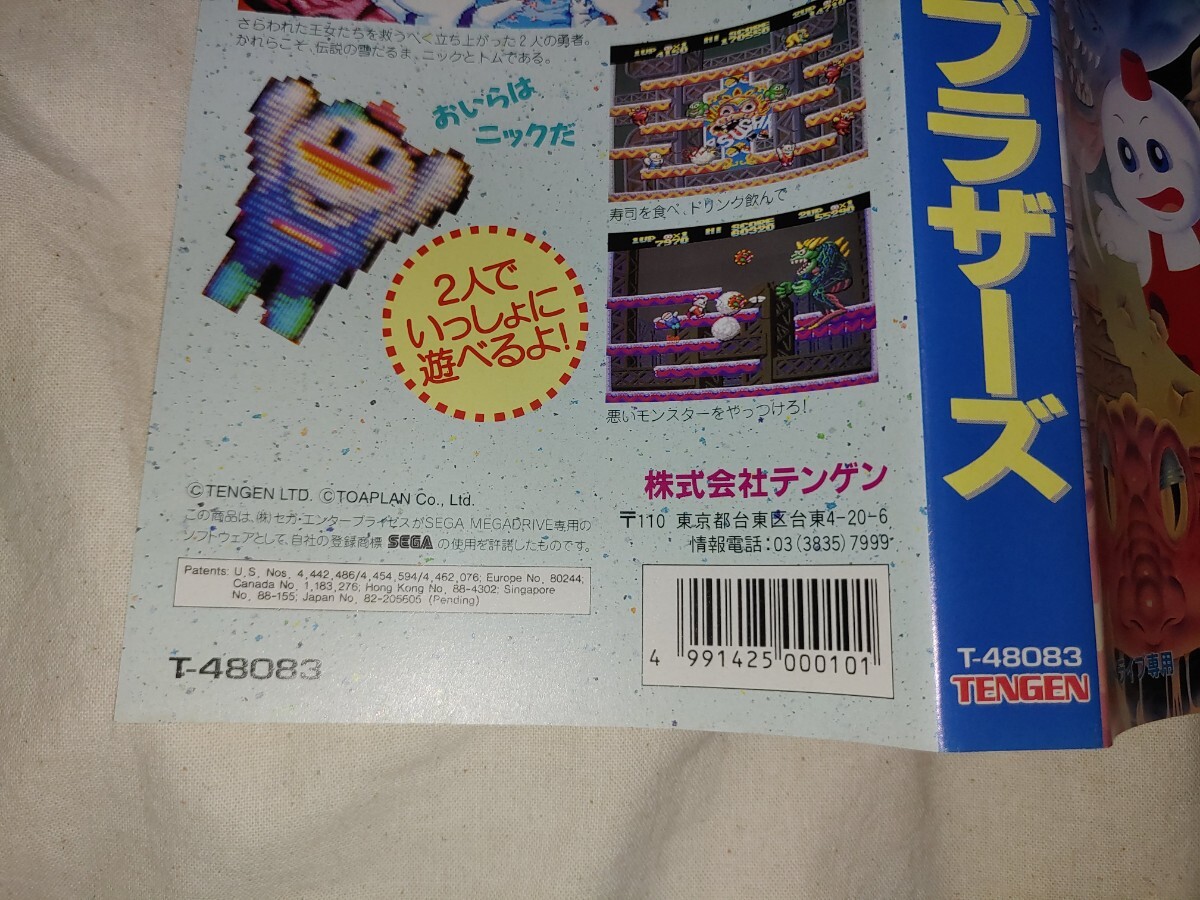 さらわれた王女たちを救うべく立ち上がった2人の勇者。
かれらこそ、伝説の雪だるま、ニックとトムである。
おいらは
ニックだ
2人で
いっしょに
遊べるよ!
寿司を食べ、ドリンク飲んで
1UP ×1 HI SCORE 2UP ×1
7970 60920 55290
悪いモンスターをやっつけろ!
©TENGEN LTD. ©TOAPLAN Co., Ltd.
この商品は、(株)セガ・エンタープライゼスがSEGA MEGADRIVE専用の
ソフトウェアとして、自社の登録商標 SEGA の使用を許諾したものです。
Patents: U.S. Nos. 4,442,486/4,454,594/4,462,076; Europe No. 80244;
Canada No. 1,183,276; Hong Kong No. 88-4302; Singapore
No. 88-155; Japan No. 82-205605 (Pending)
T-48083
株式会社テンゲン
〒110 東京都台東区台東4-20-6
情報電話:03(3835)7999
4 991425 000101
ブラザーズ
T-48083
TENGEN
専用